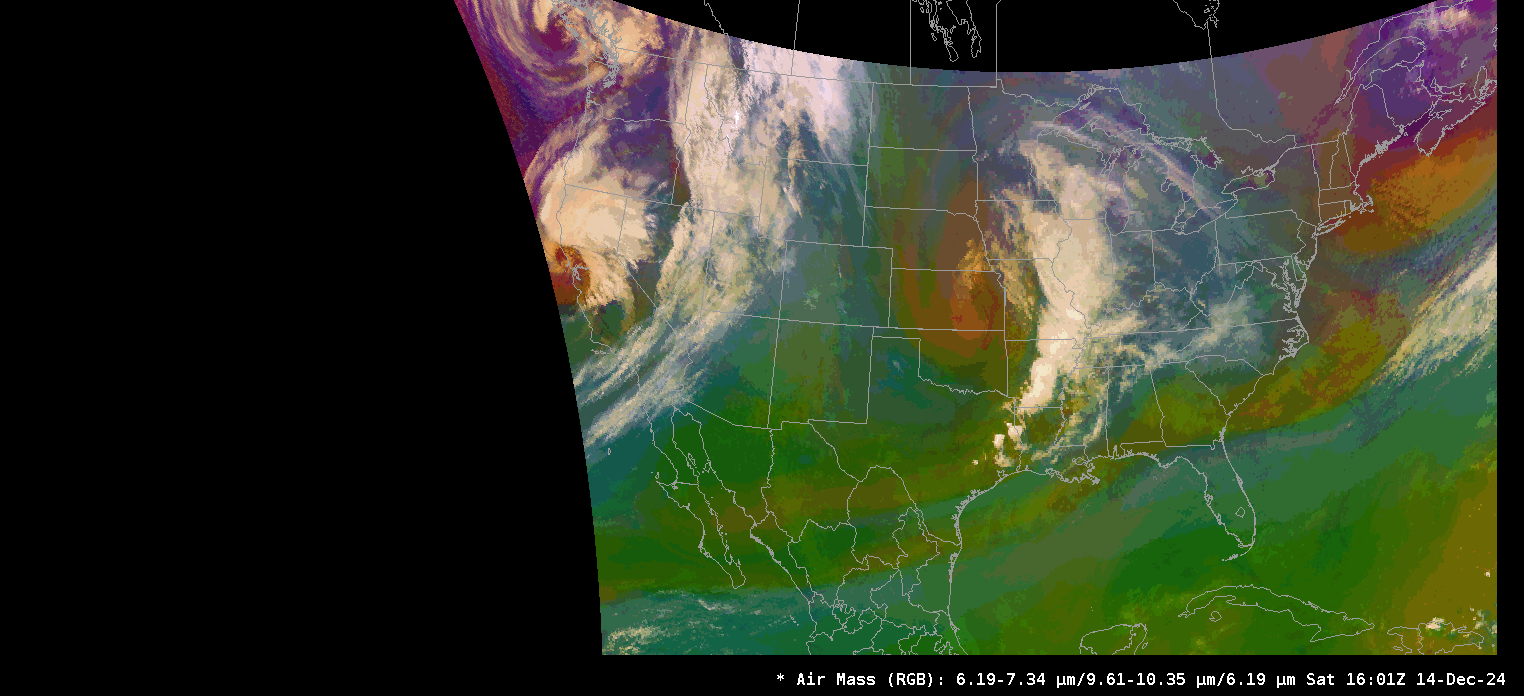 * Air Mass (RGB): 6.19-7.34 µm/9.61-10.35 µm/6.19 µm Sat 16:01Z 14-Dec-24